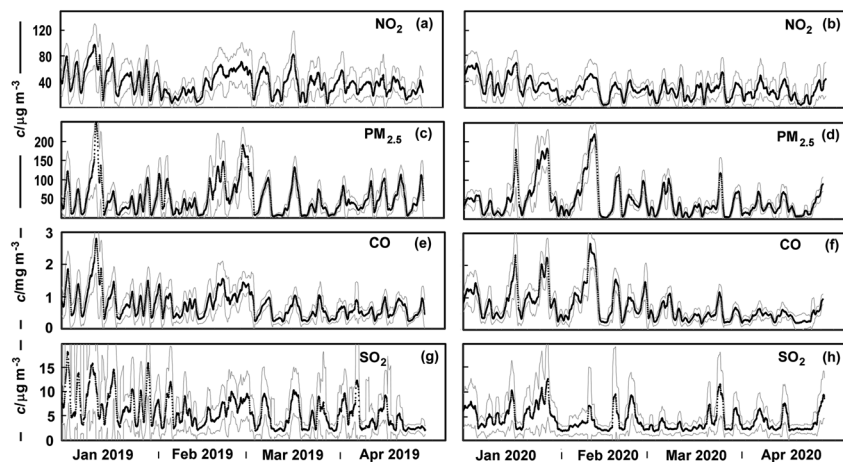 120
80
40
c/μg m⁻³
NO₂ (a)
NO₂ (b)
200
150
100
50
PM₂.₅ (c)
PM₂.₅ (d)
3
2
1
0
c/mg m⁻³
CO (e)
CO (f)
15
10
5
0
c/μg m⁻³
SO₂ (g)
SO₂ (h)
Jan 2019 Feb 2019 Mar 2019 Apr 2019
Jan 2020 Feb 2020 Mar 2020 Apr 2020